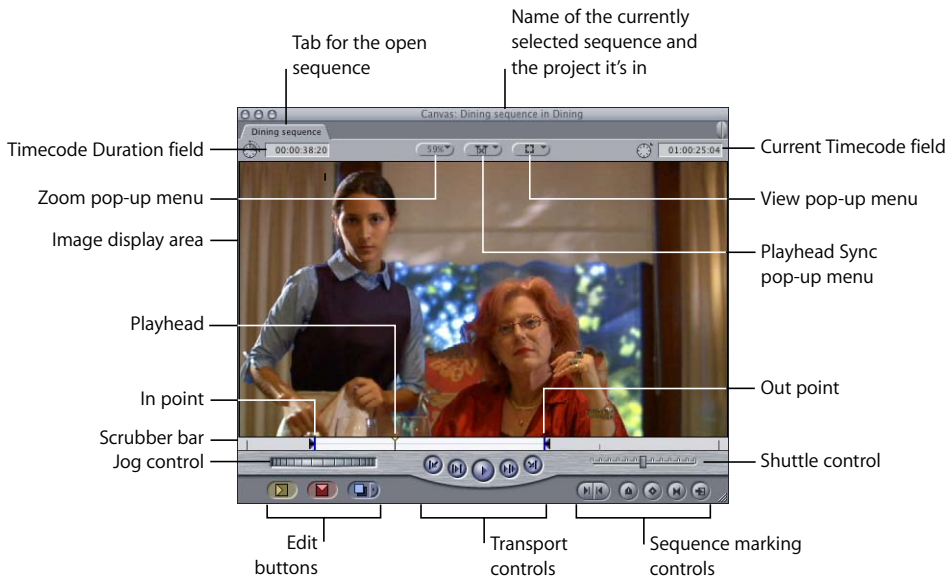 Name of the currently
selected sequence and
the project it's in
Tab for the open
sequence
Canvas: Dining sequence in Dining
Dining sequence
Timecode Duration field
00:00:38:20
59%
01:00:25:04
Current Timecode field
Zoom pop-up menu
View pop-up menu
Image display area
Playhead Sync
pop-up menu
Playhead
In point
Out point
Scrubber bar
Jog control
Shuttle control
Edit
buttons
Transport
controls
Sequence marking
controls